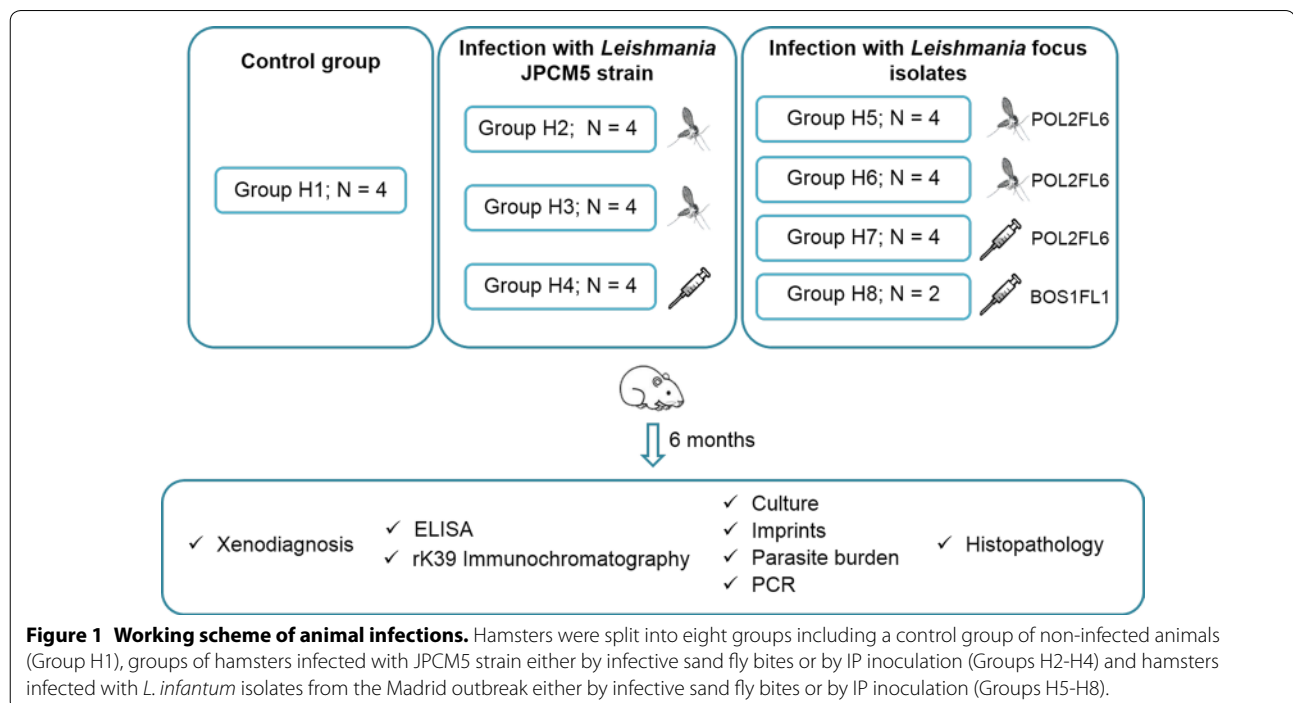 Control group
Group H1; N = 4
Infection with Leishmania
JPCM5 strain
Group H2; N = 4
Group H3; N = 4
Group H4; N = 4
Infection with Leishmania focus
isolates
Group H5; N = 4 POL2FL6
Group H6; N = 4 POL2FL6
Group H7; N = 4 POL2FL6
Group H8; N = 2 BOS1FL1
6 months
✓ Xenodiagnosis
✓ ELISA
✓ rK39 Immunochromatography
✓ Culture
✓ Imprints
✓ Parasite burden
✓ PCR
✓ Histopathology
Figure 1 Working scheme of animal infections. Hamsters were split into eight groups including a control group of non-infected animals
(Group H1), groups of hamsters infected with JPCM5 strain either by infective sand fly bites or by IP inoculation (Groups H2-H4) and hamsters
infected with L. infantum isolates from the Madrid outbreak either by infective sand fly bites or by IP inoculation (Groups H5-H8).